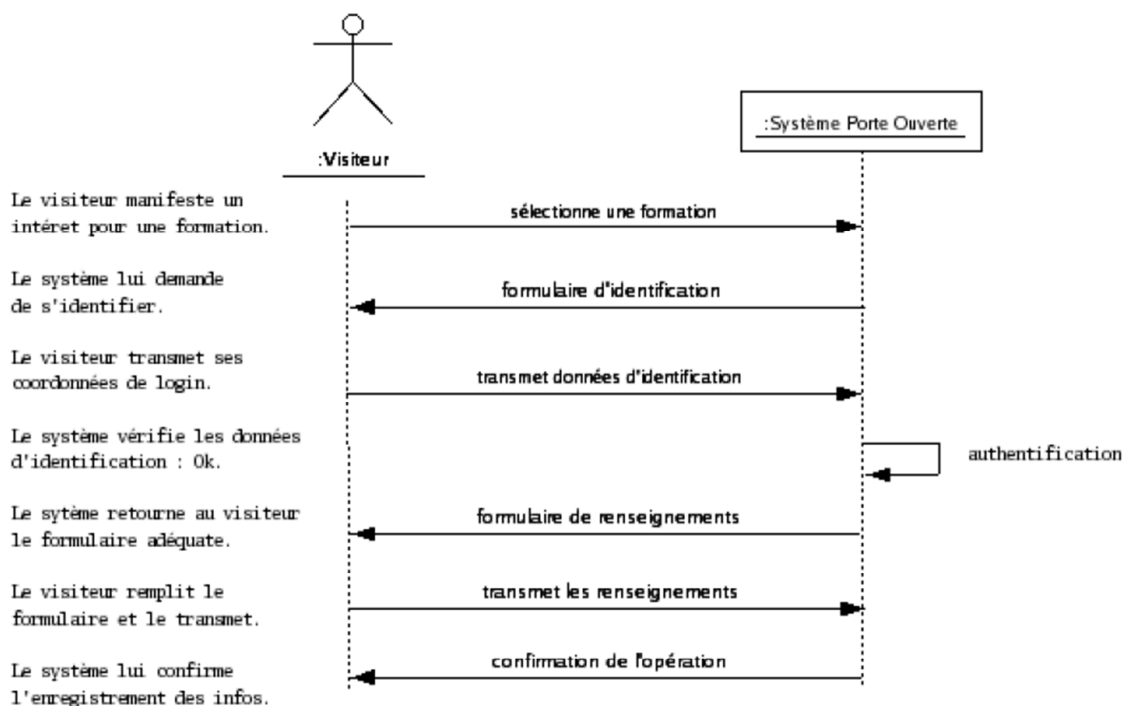 :Visiteur
:Système Porte Ouverte
Le visiteur manifeste un
intéret pour une formation.
sélectionne une formation
Le système lui demande
de s'identifier.
formulaire d'identification
Le visiteur transmet ses
coordonnées de login.
transmet données d'identification
Le système vérifie les données
d'identification : Ok.
authentification
Le sytème retourne au visiteur
le formulaire adéquate.
formulaire de renseignements
Le visiteur remplit le
formulaire et le transmet.
transmet les renseignements
Le système lui confirme
l'enregistrement des infos.
confirmation de l'opération